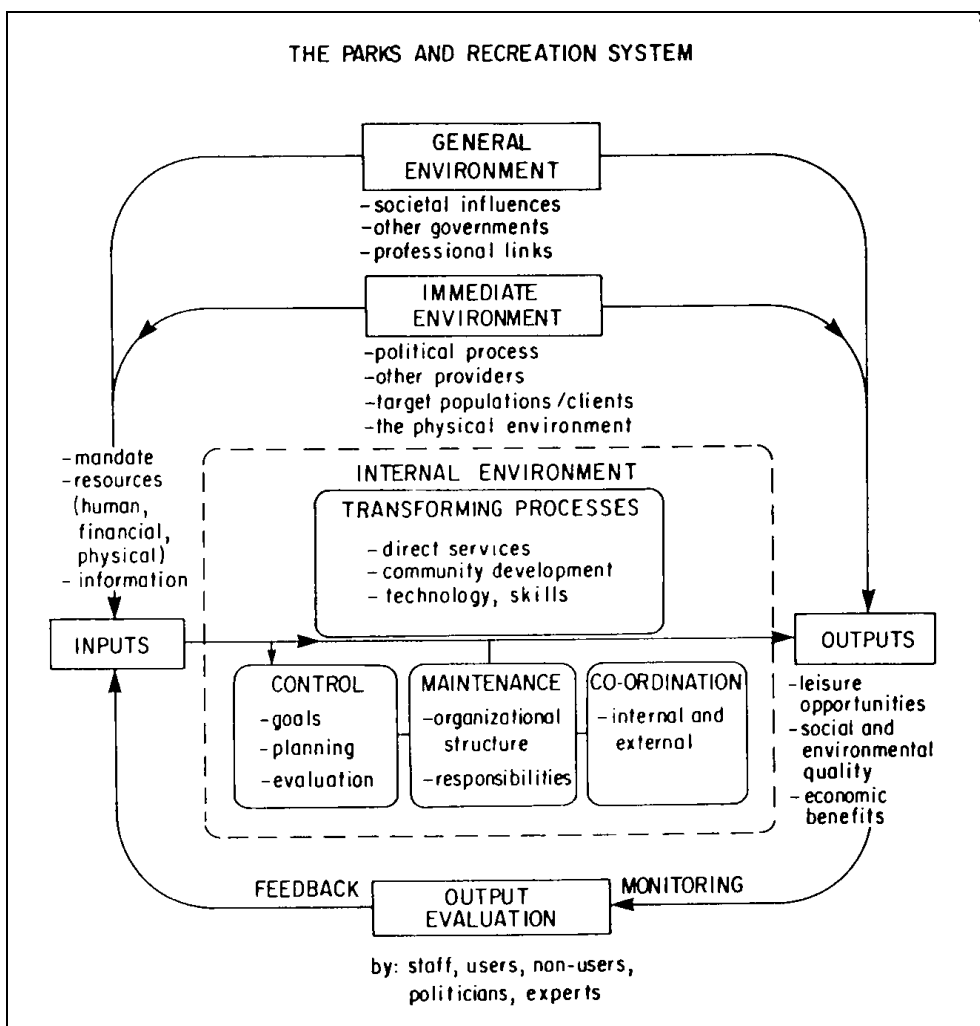 THE PARKS AND RECREATION SYSTEM
GENERAL
ENVIRONMENT
-societal influences
-other governments
-professional links
IMMEDIATE
ENVIRONMENT
-political process
-other providers
-target populations/clients
-the physical environment
-mandate
-resources
(human,
financial,
physical)
-information
INTERNAL ENVIRONMENT
TRANSFORMING PROCESSES
-direct services
-community development
-technology, skills
INPUTS
OUTPUTS
CONTROL
-goals
-planning
-evaluation
MAINTENANCE
-organizational
structure
-responsibilities
CO-ORDINATION
-internal and
external
-leisure
opportunities
-social and
environmental
quality
-economic
benefits
FEEDBACK
OUTPUT
EVALUATION
MONITORING
by: staff, users, non-users,
politicians, experts